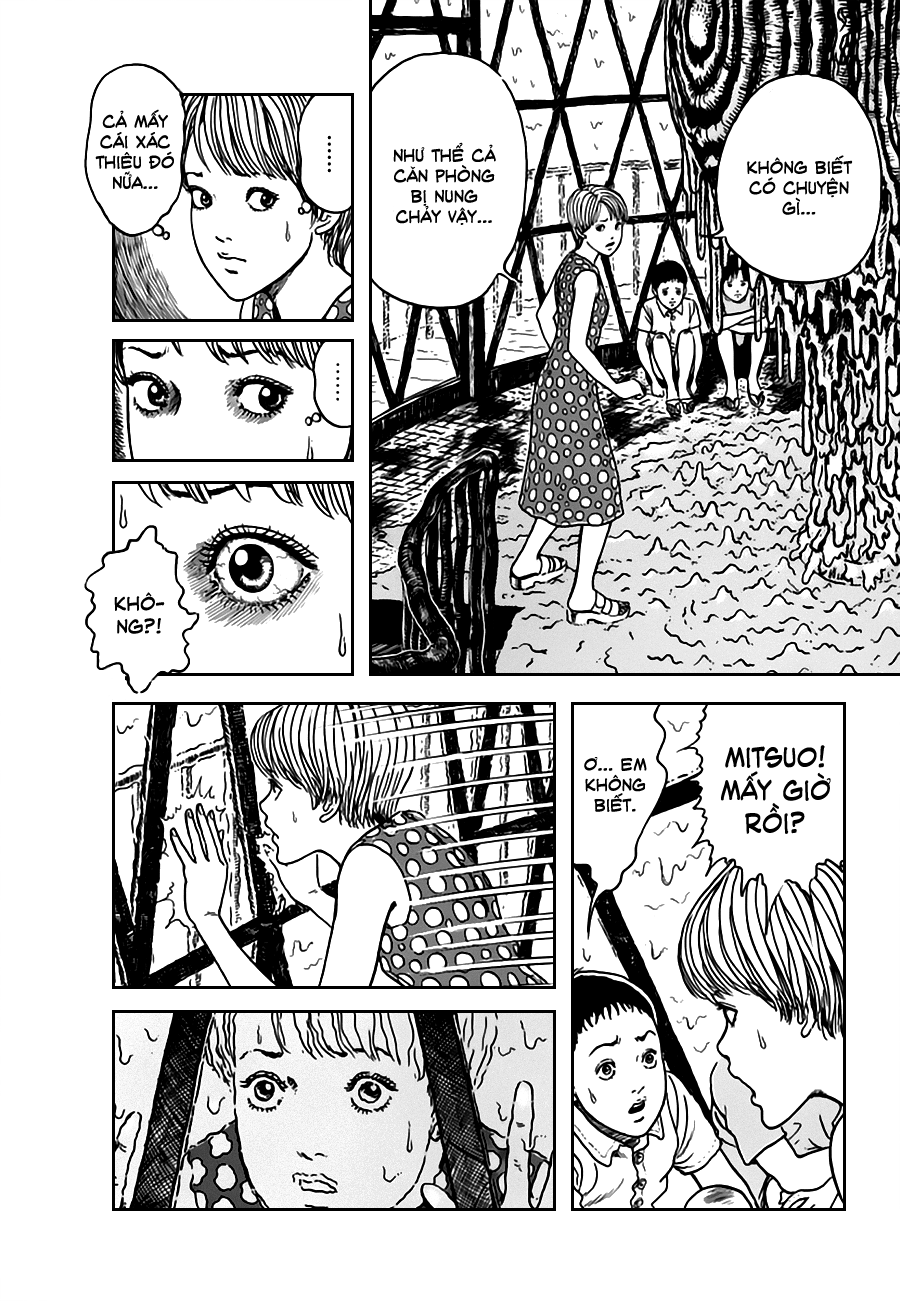 KHÔNG BIẾT
CÓ CHUYỆN
GÌ...
NHƯ THỂ CẢ
CĂN PHÒNG
BỊ NUNG
CHẢY VẬY...
......
CẢ MẤY
CÁI XÁC
THIÊU ĐÓ
NỮA...
......
KHÔ-
NG?!
MITSUO!
MẤY GIỜ
RỒI?
Ơ... EM
KHÔNG
BIẾT.